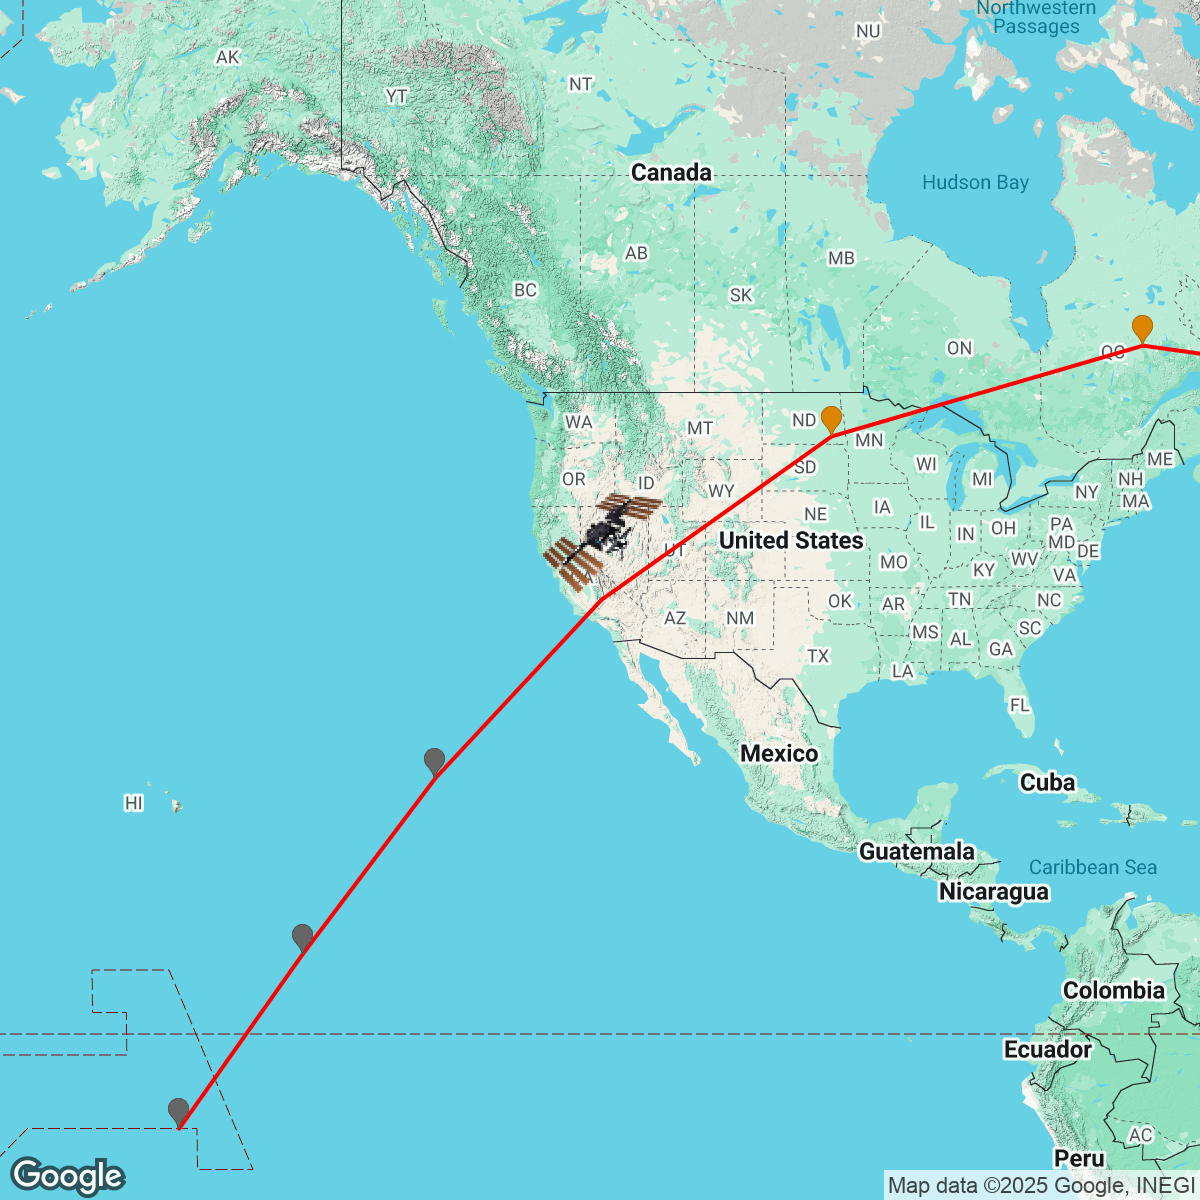 Northwestern
Passages
NU
AK
NT
YT
Canada
Hudson Bay
AB
MB
BC
SK
ON
QC
WA
ND
MT
MN
WI
ME
SD
OR
ID
MI
NH
WY
NY
MA
IA
NE
IL
OH
PA
IN
United States
MD
DE
UT
MO
WV
KY
VA
A
OK
AR
TN
NC
AZ
NM
MS
AL
SC
GA
TX
LA
FL
Mexico
Cuba
HI
Guatemala
Caribbean Sea
Nicaragua
Colombia
Ecuador
AC
Peru
Google
Map data ©2025 Google, INEGI